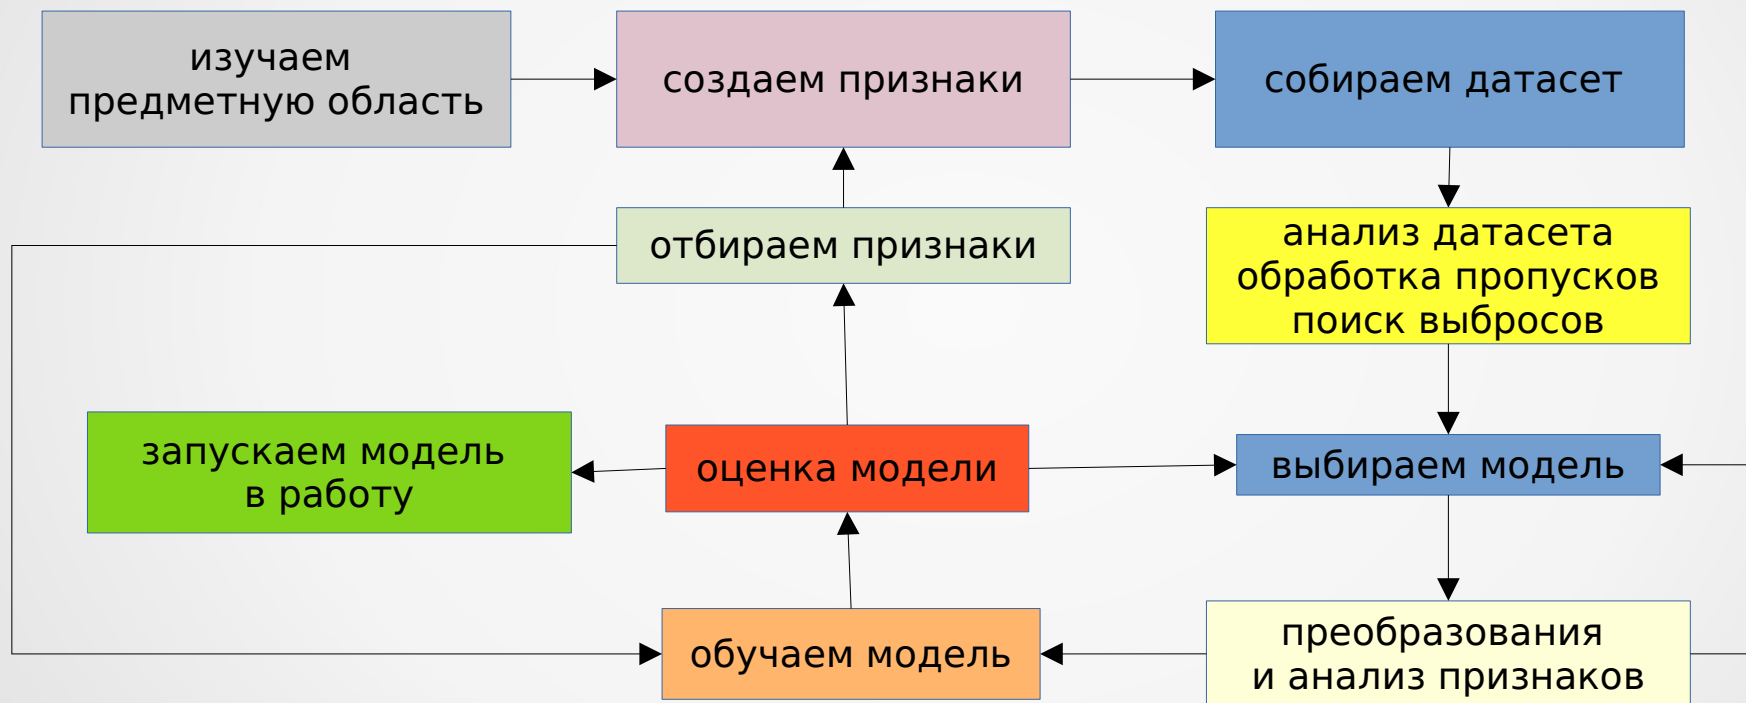 изучаем
предметную область
создаем признаки
собираем датасет
отбираем признаки
анализ датасета
обработка пропусков
поиск выбросов
запускаем модель
в работу
оценка модели
выбираем модель
обучаем модель
преобразования
и анализ признаков